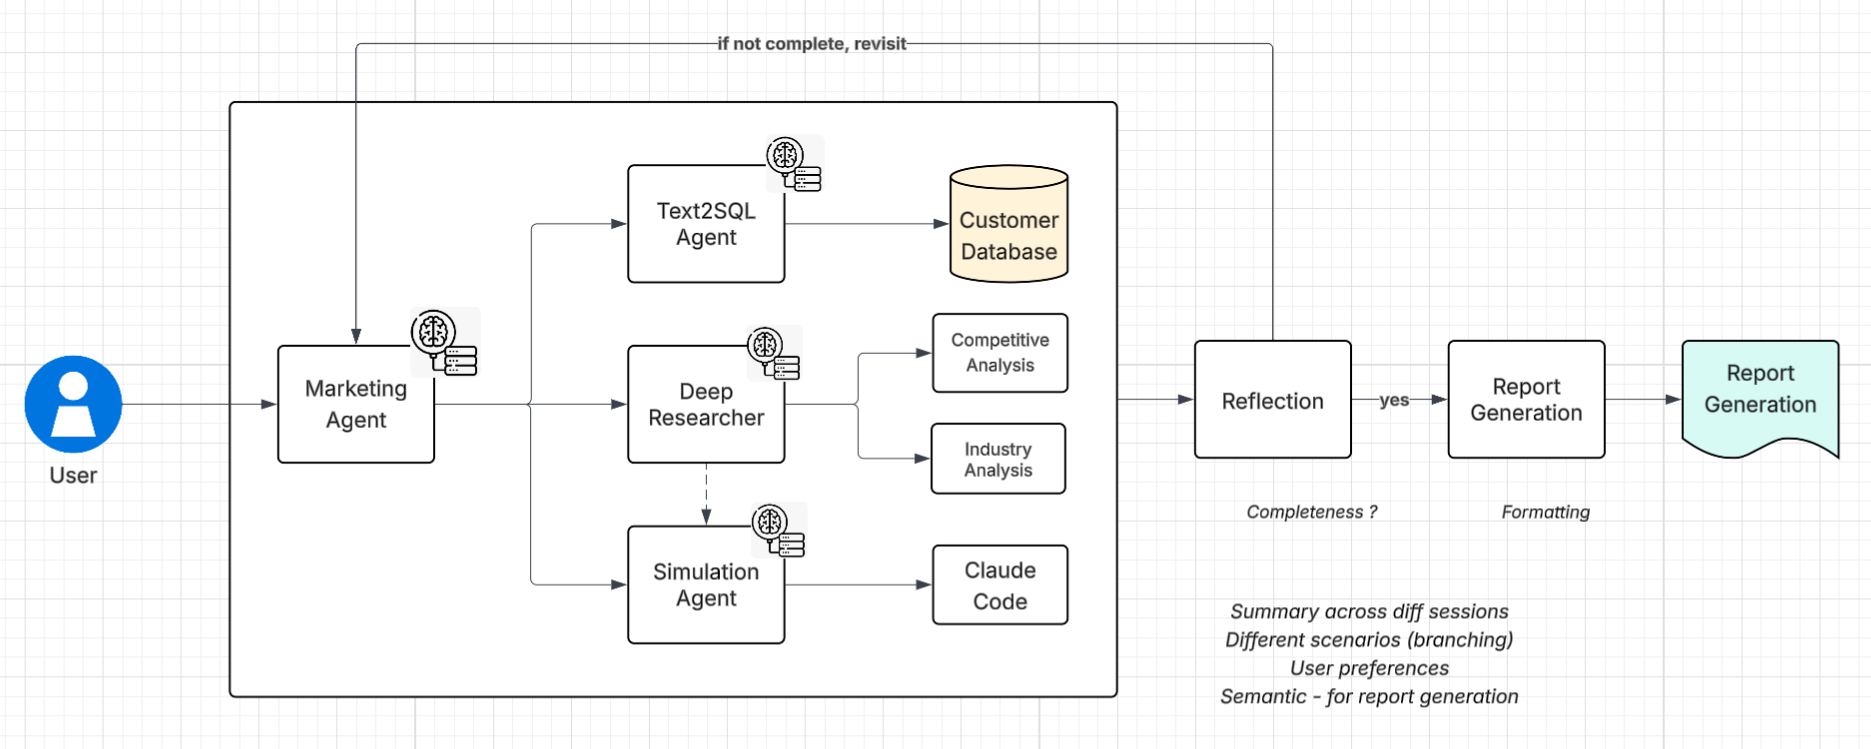 if not complete, revisit
User
Marketing
Agent
Text2SQL
Agent
Customer
Database
Deep
Researcher
Competitive
Analysis
Industry
Analysis
Simulation
Agent
Claude
Code
Reflection
yes
Report
Generation
Report
Generation
Completeness ?
Formatting
Summary across diff sessions
Different scenarios (branching)
User preferences
Semantic - for report generation